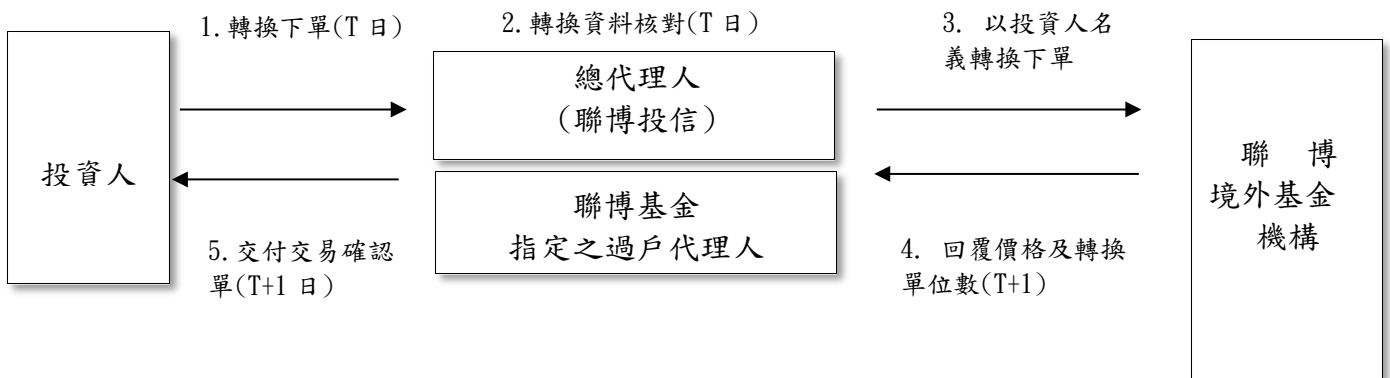 1.轉換下單(T 日)
2.轉換資料核對(T 日)
3. 以投資人名
義轉換下單
投資人
總代理人
(聯博投信)
聯博基金
指定之過戶代理人
聯 博
境外基金
機構
5.交付交易確認
單(T+1 日)
4. 回覆價格及轉換
單位數(T+1)